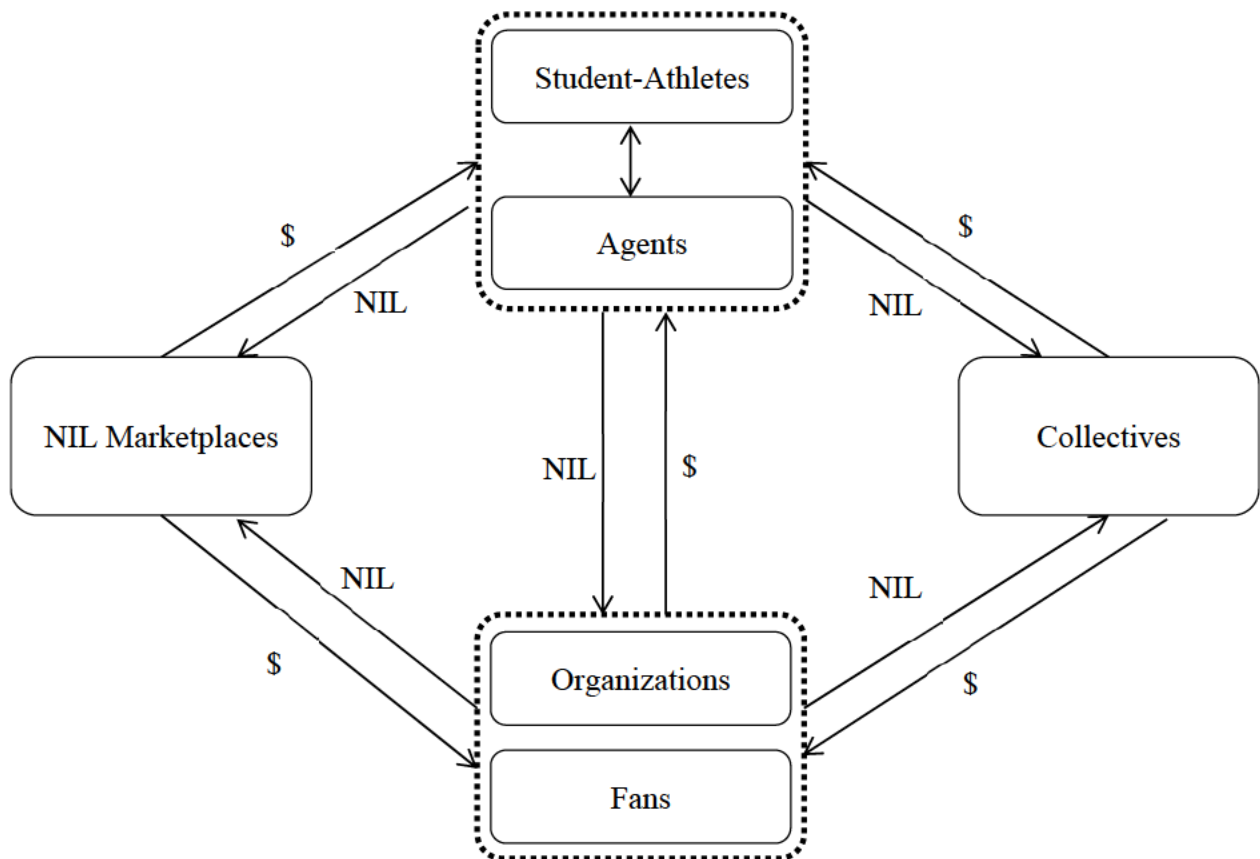 Student-Athletes
Agents
$
$
NIL
NIL
NIL Marketplaces
Collectives
NIL
$
NIL
NIL
$
$
Organizations
Fans